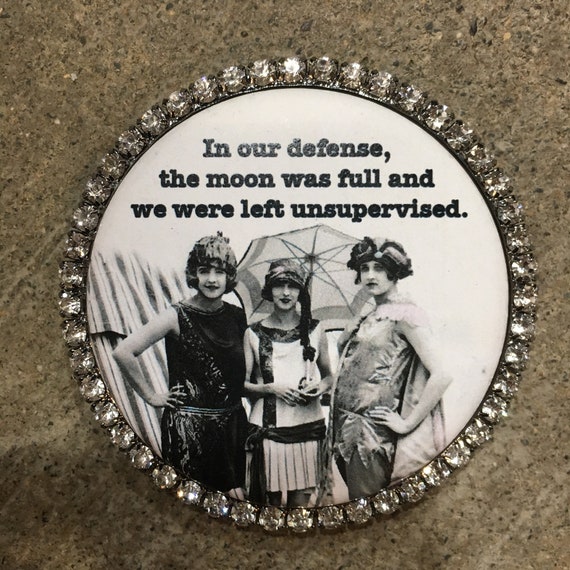 In our defense,
the moon was full and
we were left unsupervised.